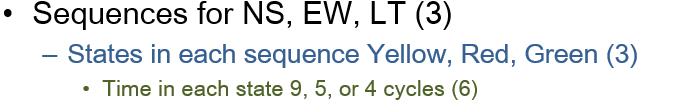 • Sequences for NS, EW, LT (3)
– States in each sequence Yellow, Red, Green (3)
• Time in each state 9, 5, or 4 cycles (6)